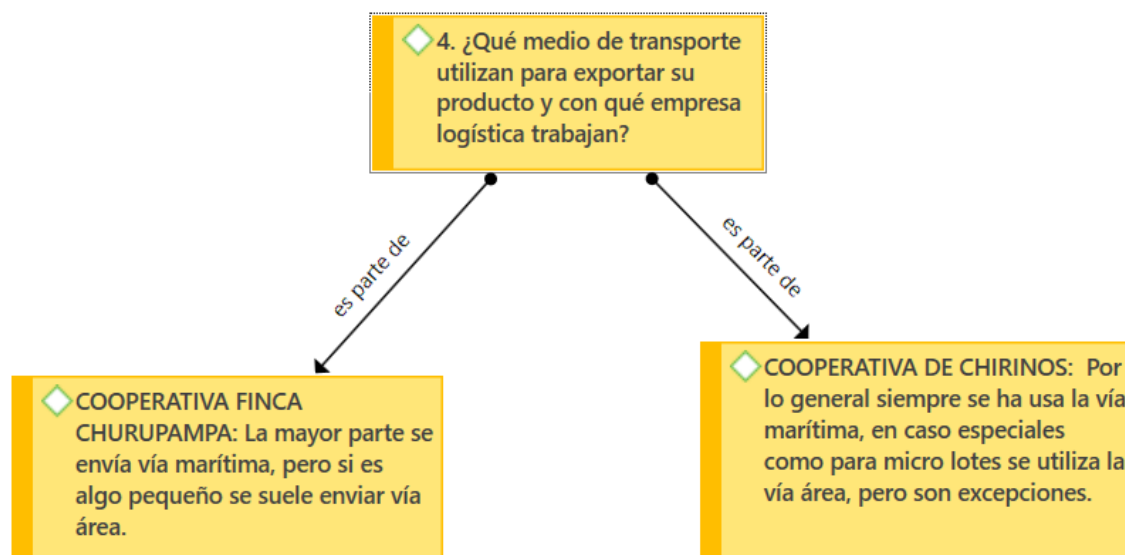 4. ¿Qué medio de transporte
utilizan para exportar su
producto y con qué empresa
logística trabajan?
es parte de
es parte de
COOPERATIVA FINCA
CHURUPAMPA: La mayor parte se
envía vía marítima, pero si es
algo pequeño se suele enviar vía
área.
COOPERATIVA DE CHIRINOS: Por
lo general siempre se ha usa la vía
marítima, en caso especiales
como para micro lotes se utiliza la
vía área, pero son excepciones.